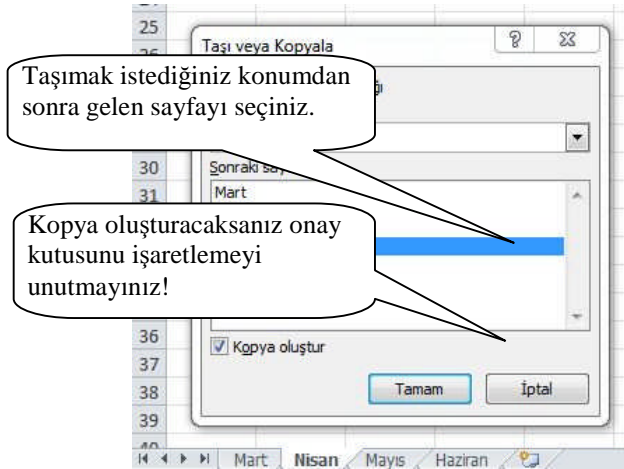 25
Taşı veya Kopyala
Taşımak istediğiniz konumdan
sonra gelen sayfayı seçiniz.
30
Sonraki
31
Mart
Kopya oluşturacaksanız onay
kutusunu işaretlemeyi
unutmayınız!
36
Kopya oluştur
37
38
Tamam
İptal
39
Mart
Nisan
Mayıs
Haziran